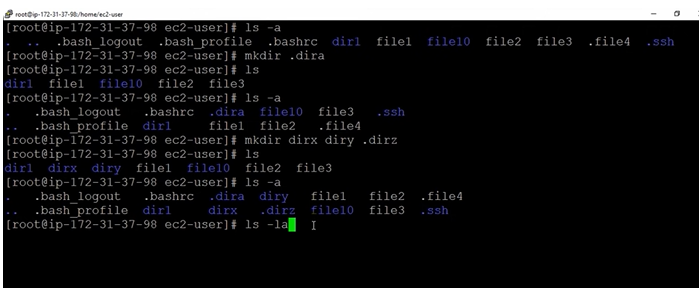 root@ip-172-31-37-98:/home/ec2-user
[root@ip-172-31-37-98 ec2-user]# ls -a
. .. .bash_logout .bash_profile .bashrc dir1 file1 file10 file2 file3 .file4 .ssh
[root@ip-172-31-37-98 ec2-user]# mkdir .dira
[root@ip-172-31-37-98 ec2-user]# ls
dir1 file1 file10 file2 file3
[root@ip-172-31-37-98 ec2-user]# ls -a
. .bash_logout .bashrc .dira file10 file3 .ssh
.. .bash_profile dir1 file1 file2 .file4
[root@ip-172-31-37-98 ec2-user]# mkdir dirx diry .dirz
[root@ip-172-31-37-98 ec2-user]# ls
dir1 dirx diry file1 file10 file2 file3
[root@ip-172-31-37-98 ec2-user]# ls -a
. .bash_logout .bashrc .dira diry file1 file2 .file4
.. .bash_profile dir1 dirx .dirz file10 file3 .ssh
[root@ip-172-31-37-98 ec2-user]# ls -la